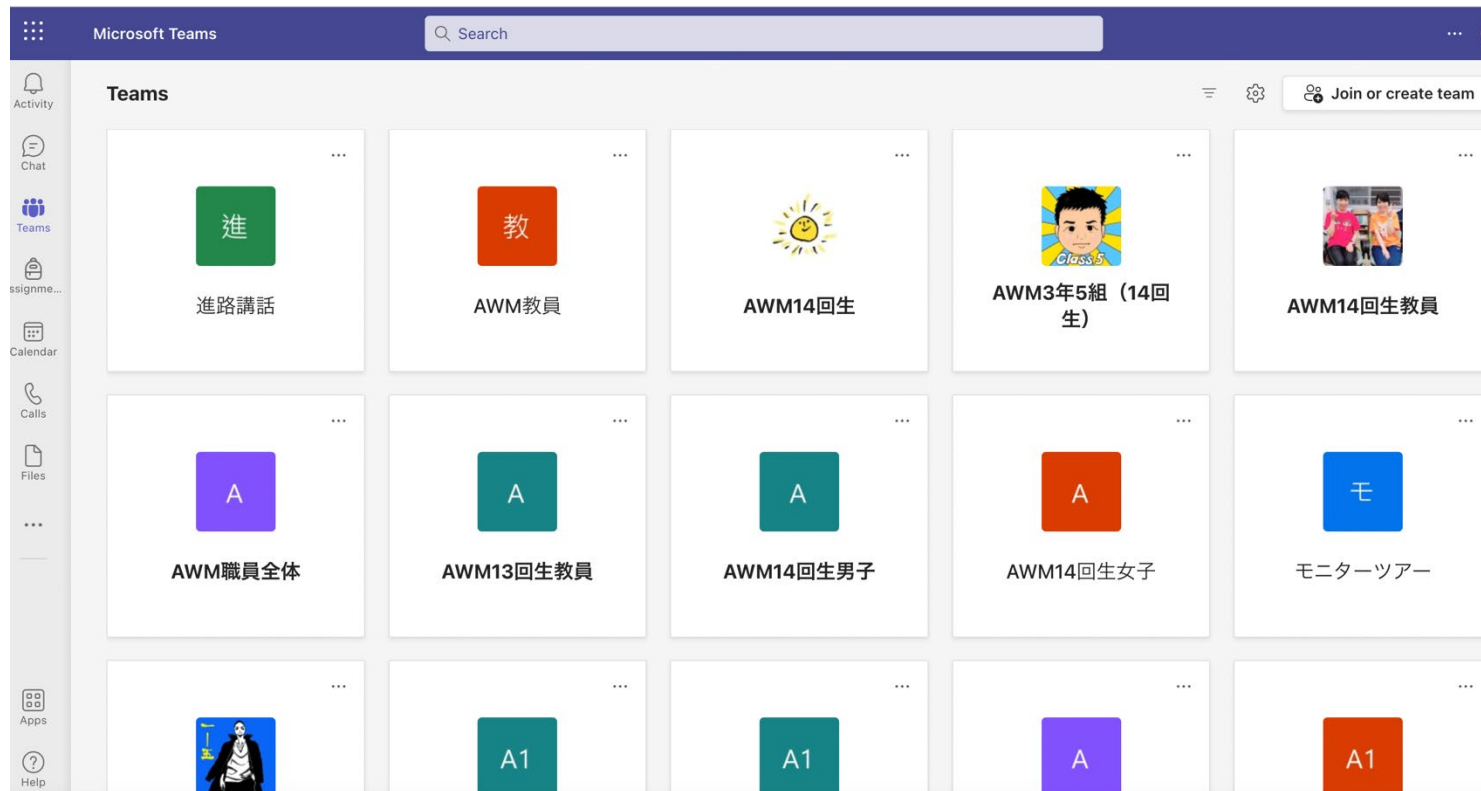 Microsoft Teams
Search
Activity
Chat
Teams
ssignme...
Calendar
Calls
Files
Apps
Help
Teams
Join or create team
進
進路講話
教
AWM教員
AWM14回生
Class 5
AWM3年5組（14回
生）
AWM14回生教員
A
AWM職員全体
A
AWM13回生教員
A
AWM14回生男子
A
AWM14回生女子
モ
モニターツアー
一
|
五
A1
A1
A
A1